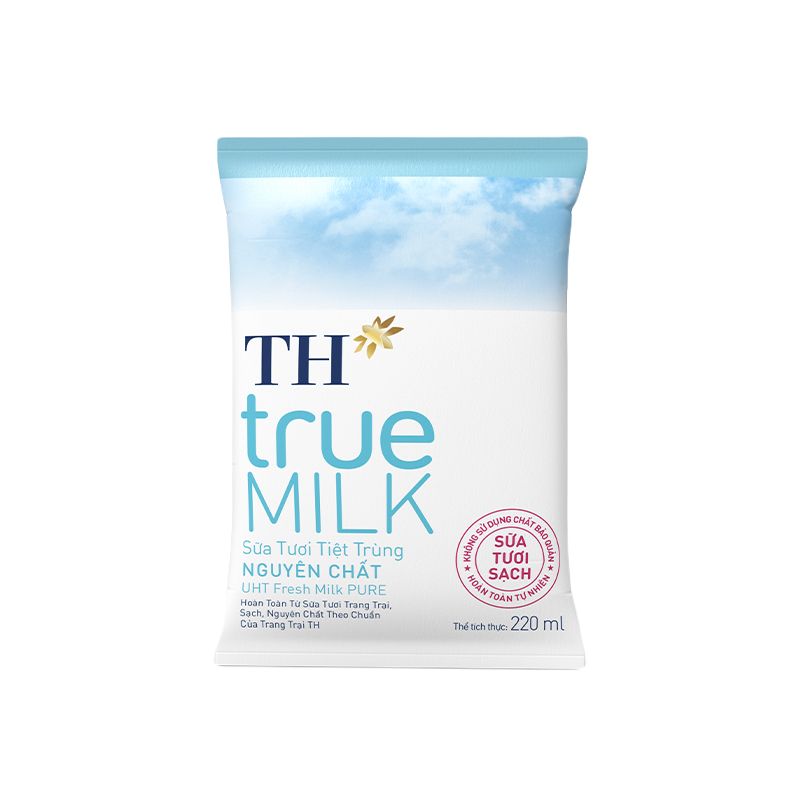 TH
true
MILK
Sữa Tươi Tiệt Trùng
NGUYÊN CHẤT
UHT Fresh Milk PURE
Hoàn Toàn Từ Sữa Tươi Trang Trại,
Sạch, Nguyên Chất Theo Chuẩn
Của Trang Trại TH
KHÔNG SỬ DỤNG CHẤT BẢO QUẢN
SỮA
TƯƠI
SẠCH
HOÀN TOÀN TỰ NHIÊN
Thể tích thực: 220 ml